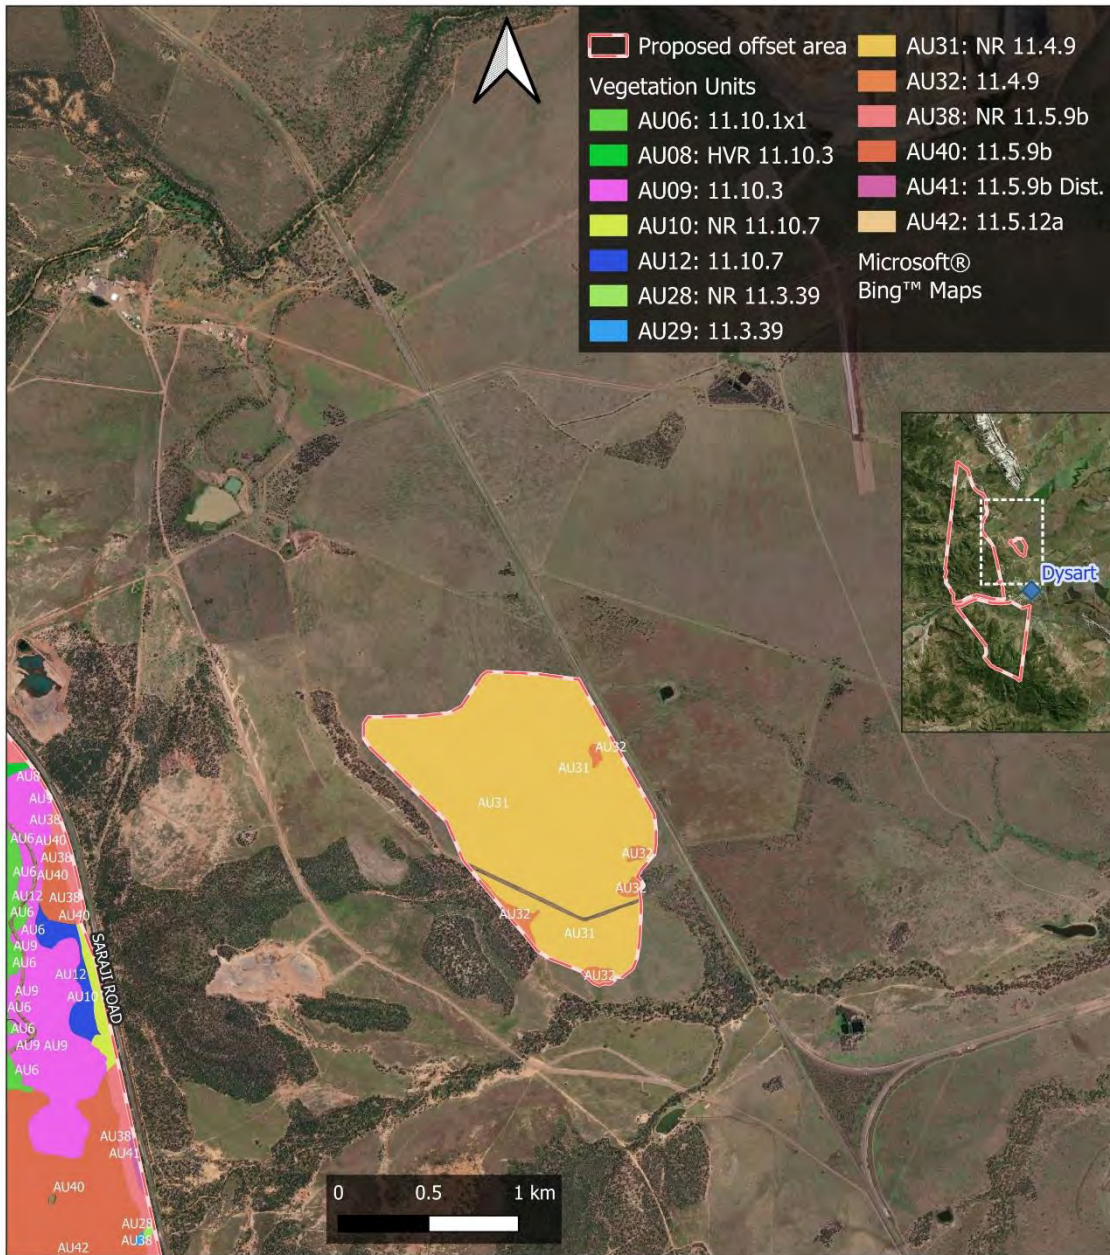 Proposed offset area
Vegetation Units
AU06: 11.10.1x1
AU08: HVR 11.10.3
AU09: 11.10.3
AU10: NR 11.10.7
AU12: 11.10.7
AU28: NR 11.3.39
AU29: 11.3.39
AU31: NR 11.4.9
AU32: 11.4.9
AU38: NR 11.5.9b
AU40: 11.5.9b
AU41: 11.5.9b Dist.
AU42: 11.5.12a
Microsoft®
Bing™ Maps
Dysart
AU32
AU31
AU31
AU32
AU32
AU32
AU31
AU32
AU8
AU9
AU38
AU6 AU40
AU38
AU6 AU40
AU12 AU38
AU6 AU40
AU6
AU9
SARAJI ROAD
AU6
AU12
AU9 AU10
AU6
AU6
AU9 AU9
AU6
AU38
AU41
AU40
AU28
AU38
AU42
0 0.5 1 km